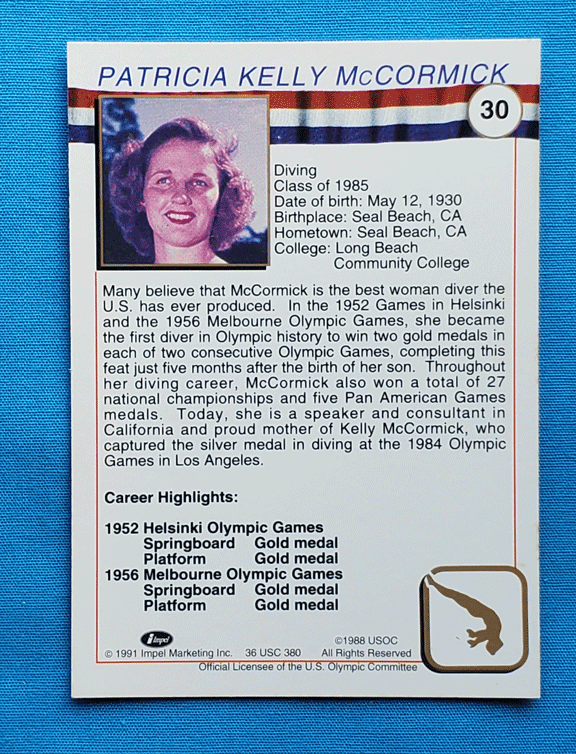 PATRICIA KELLY McCORMICK
30
Diving
Class of 1985
Date of birth: May 12, 1930
Birthplace: Seal Beach, CA
Hometown: Seal Beach, CA
College: Long Beach
Community College
Many believe that McCormick is the best woman diver the
U.S. has ever produced. In the 1952 Games in Helsinki
and the 1956 Melbourne Olympic Games, she became
the first diver in Olympic history to win two gold medals in
each of two consecutive Olympic Games, completing this
feat just five months after the birth of her son. Throughout
her diving career, McCormick also won a total of 27
national championships and five Pan American Games
medals. Today, she is a speaker and consultant in
California and proud mother of Kelly McCormick, who
captured the silver medal in diving at the 1984 Olympic
Games in Los Angeles.
Career Highlights:
1952 Helsinki Olympic Games
Springboard Gold medal
Platform Gold medal
1956 Melbourne Olympic Games
Springboard Gold medal
Platform Gold medal
Impel ©1988 USOC
© 1991 Impel Marketing Inc. 36 USC 380 All Rights Reserved
Official Licensee of the U.S. Olympic Committee